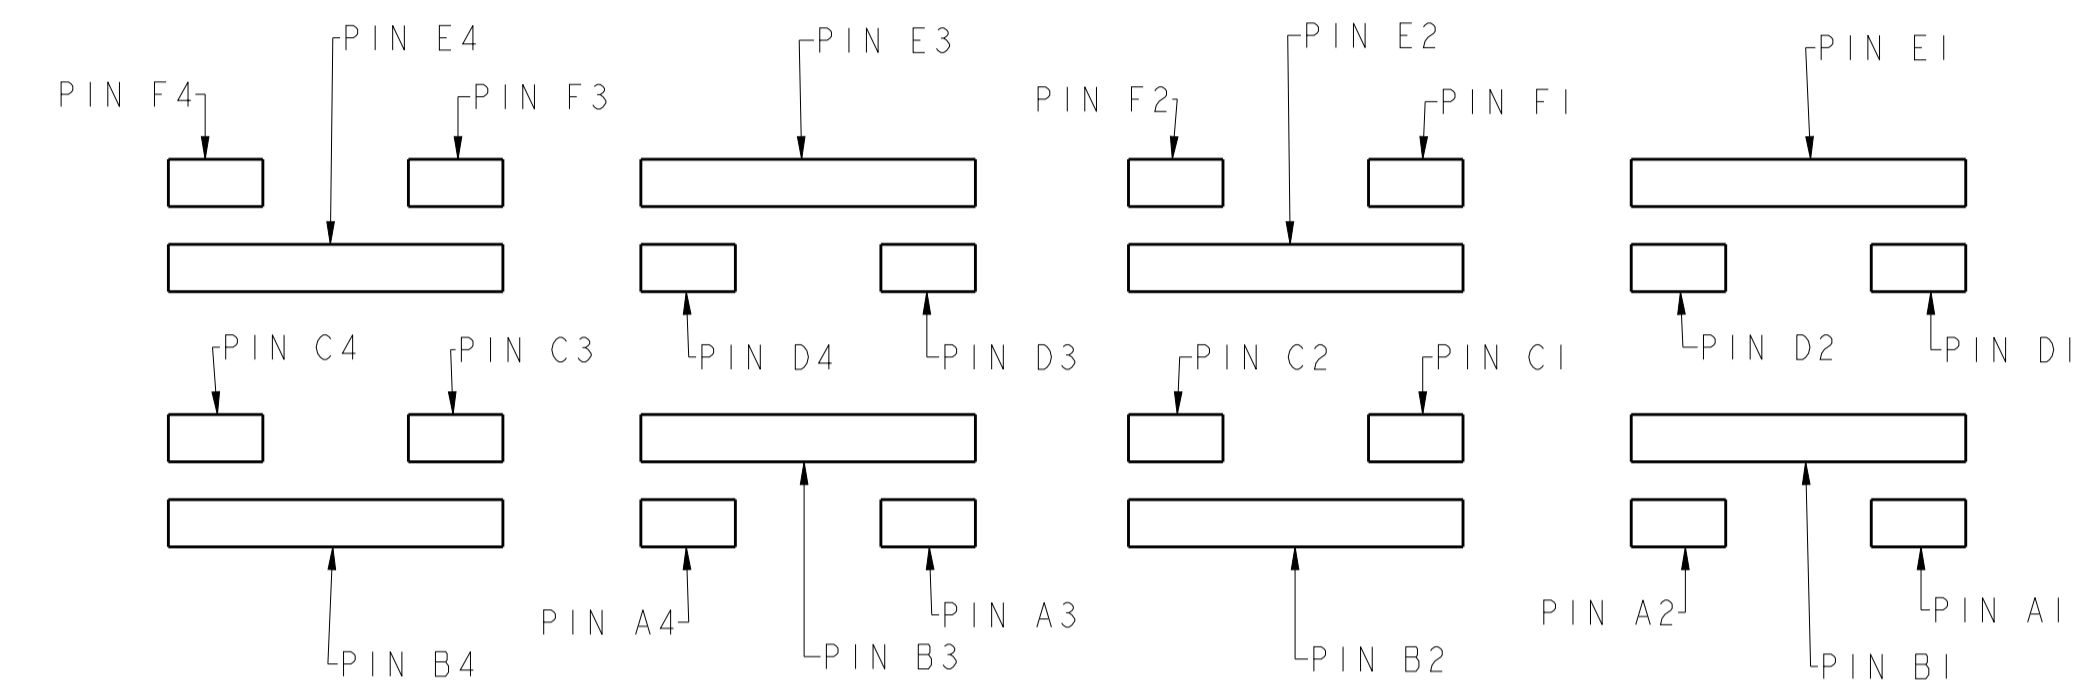 PIN E4
PIN E3
PIN E2
PIN E1
PIN F4
PIN F3
PIN F2
PIN F1
PIN C4
PIN C3
PIN D4
PIN D3
PIN C2
PIN C1
PIN D2
PIN D1
PIN A4
PIN A3
PIN A2
PIN A1
PIN B4
PIN B3
PIN B2
PIN B1